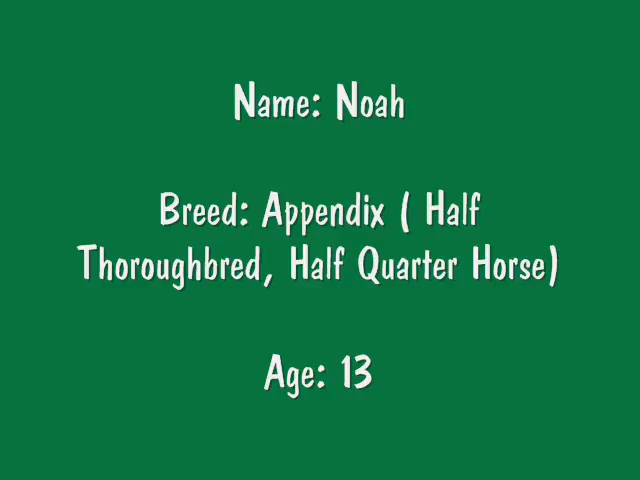 Name: Noah
Breed: Appendix ( Half
Thoroughbred, Half Quarter Horse)
Age: 13